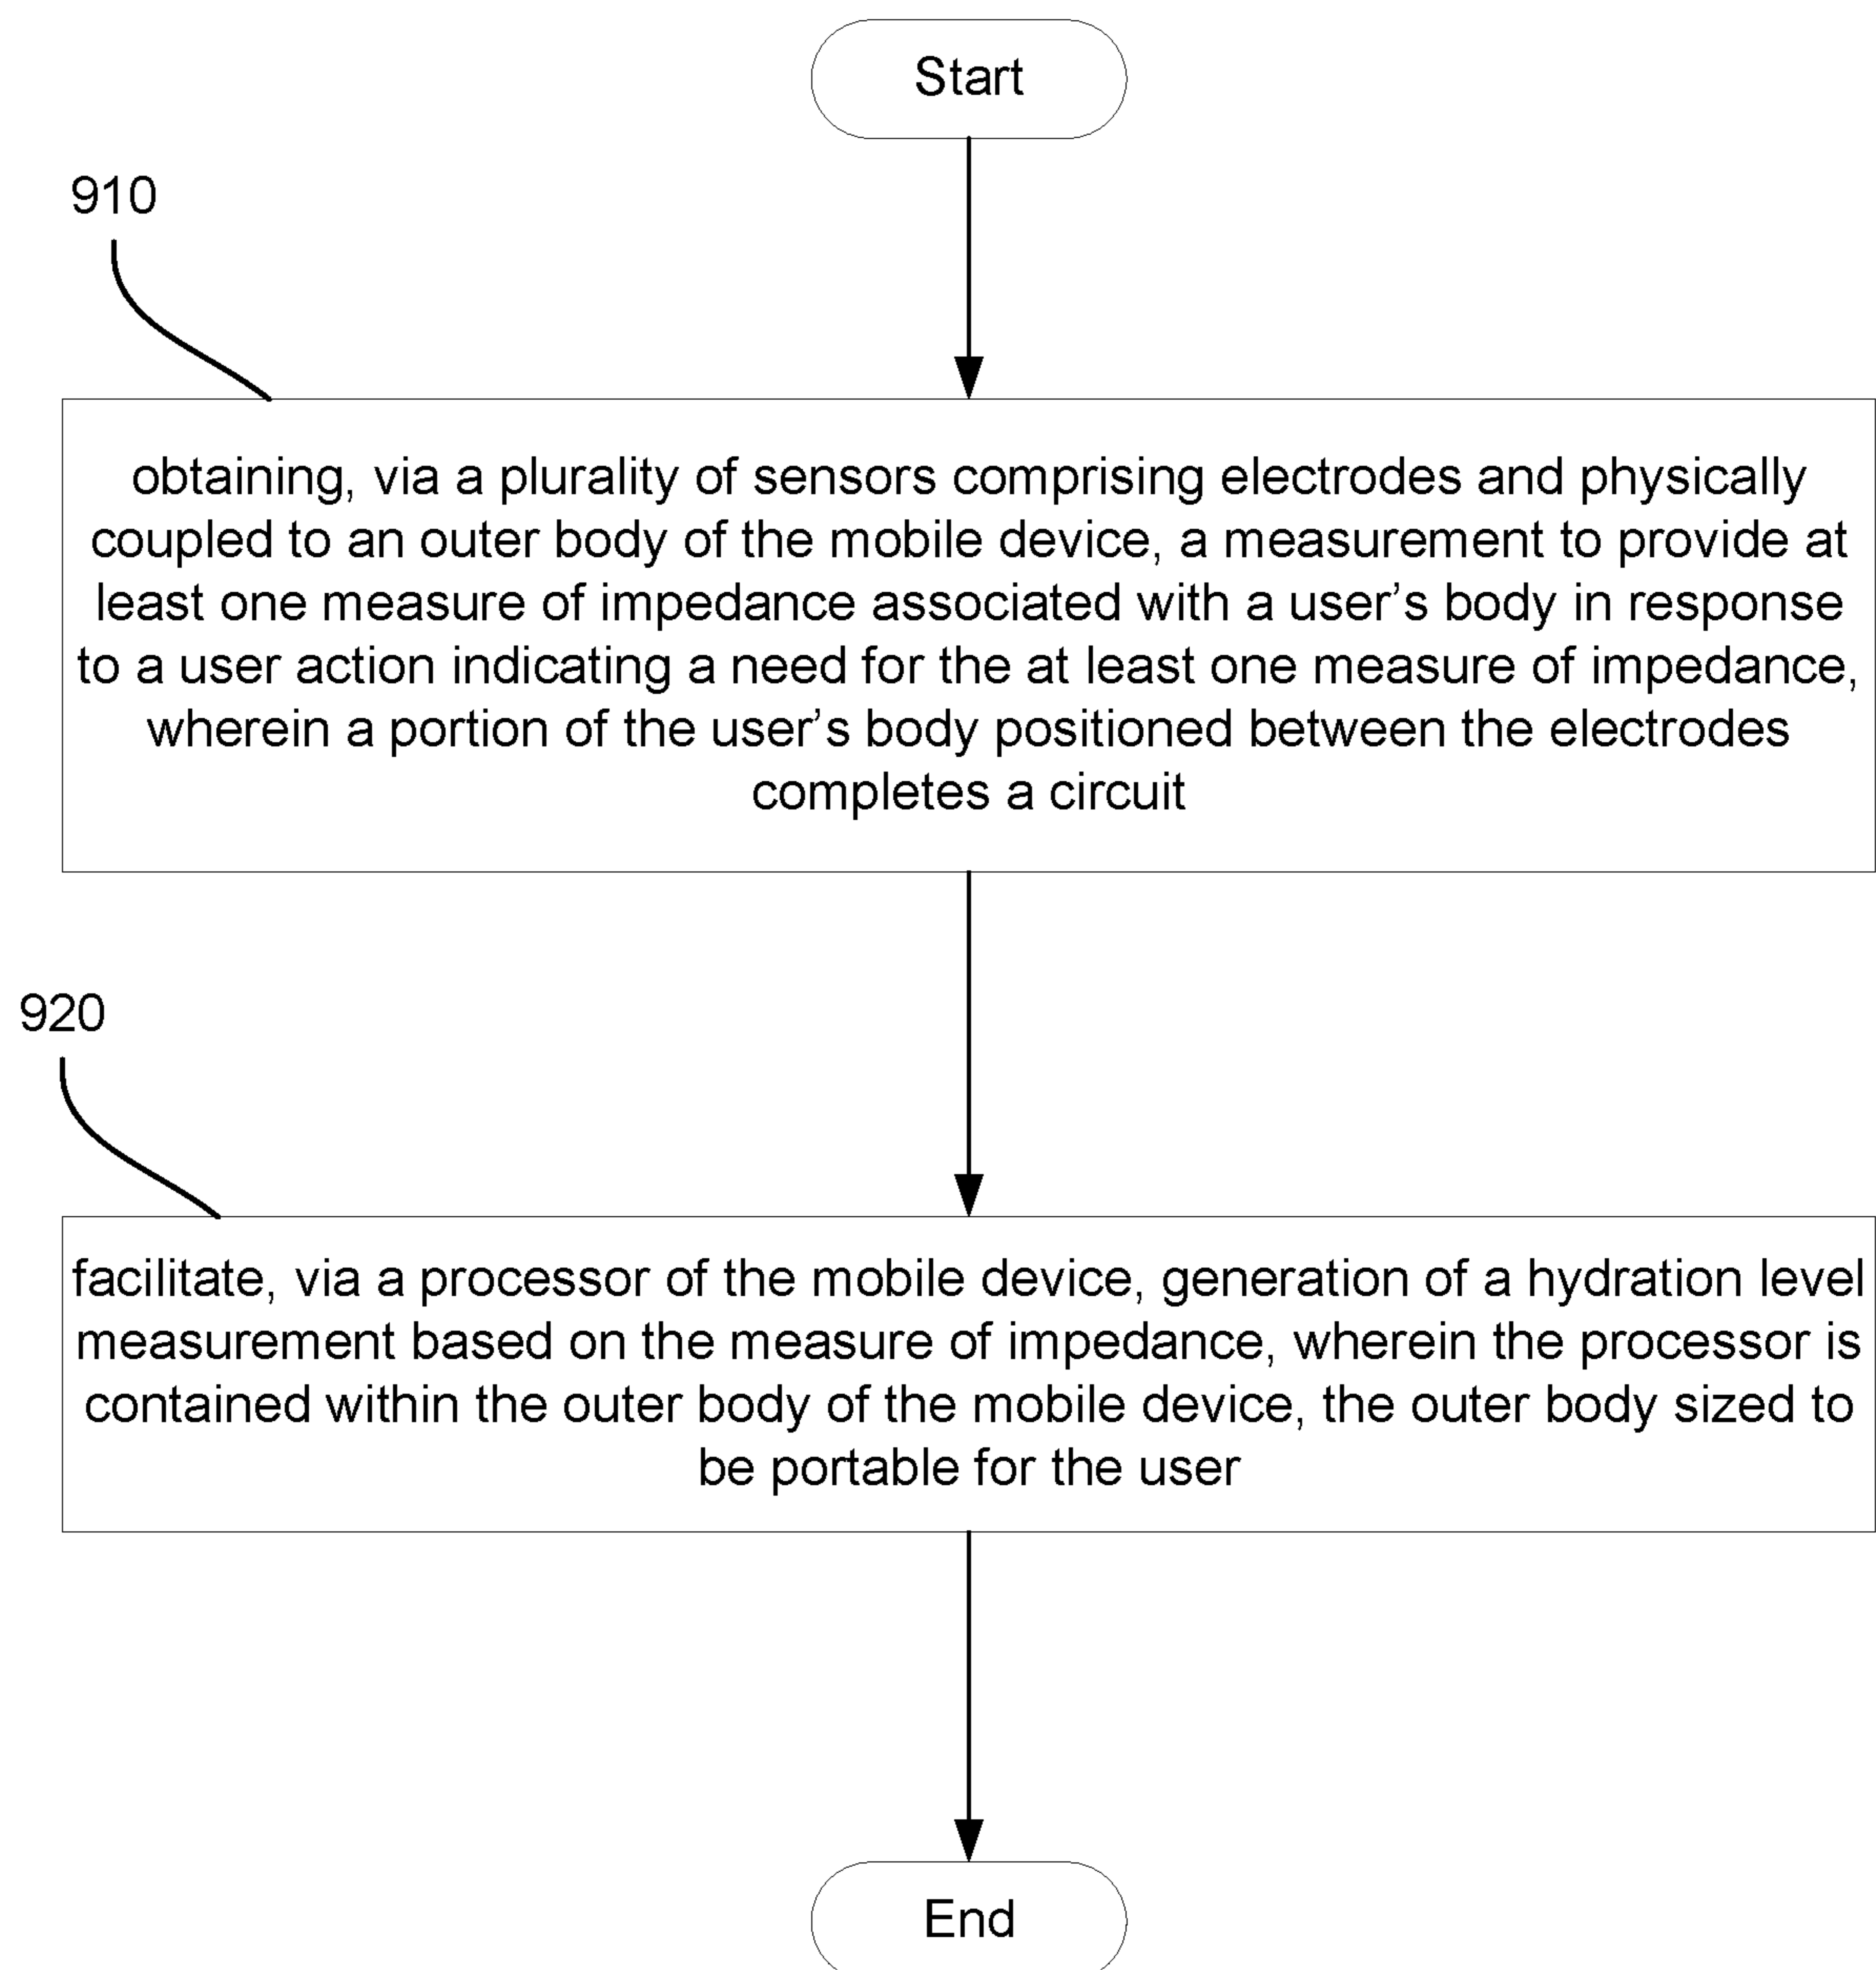 Start
910
obtaining, via a plurality of sensors comprising electrodes and physically
coupled to an outer body of the mobile device, a measurement to provide at
least one measure of impedance associated with a user’s body in response
to a user action indicating a need for the at least one measure of impedance,
wherein a portion of the user’s body positioned between the electrodes
completes a circuit
920
facilitate, via a processor of the mobile device, generation of a hydration level
measurement based on the measure of impedance, wherein the processor is
contained within the outer body of the mobile device, the outer body sized to
be portable for the user
End